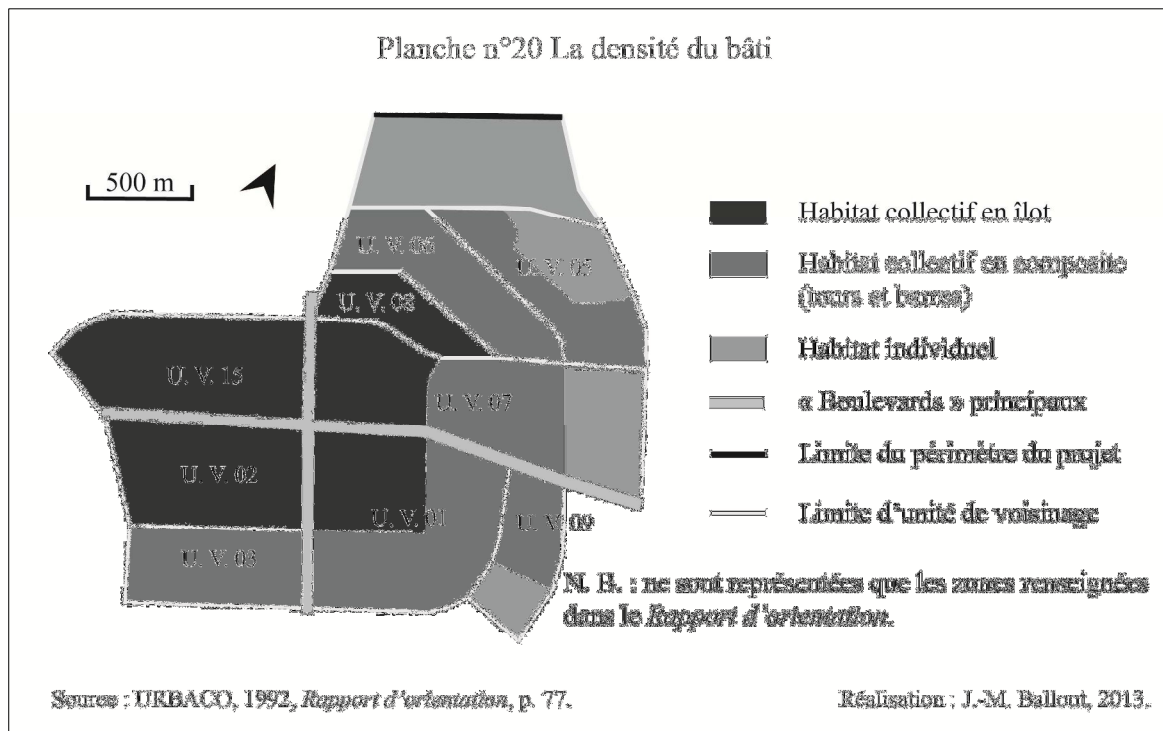 Planche n°20 La densité du bâti
500 m
U. V. 06
U. V. 05
U. V. 08
U. V. 15
U. V. 07
U. V. 02
U. V. 01
U. V. 09
U. V. 03
Habitat collectif en îlot
Habitat collectif en composite
(tours et barres)
Habitat individuel
« Boulevards » principaux
Limite du périmètre du projet
Limite d'unité de voisinage
N. B. : ne sont représentées que les zones renseignées
dans le Rapport d'orientation.
Source : URBACO, 1992, Rapport d'orientation, p. 77.
Réalisation : J.-M. Ballout, 2013.